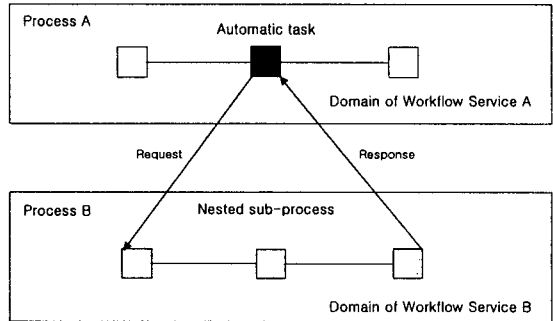 Process A
Automatic task
Domain of Workflow Service A
Request
Response
Process B
Nested sub-process
Domain of Workflow Service B